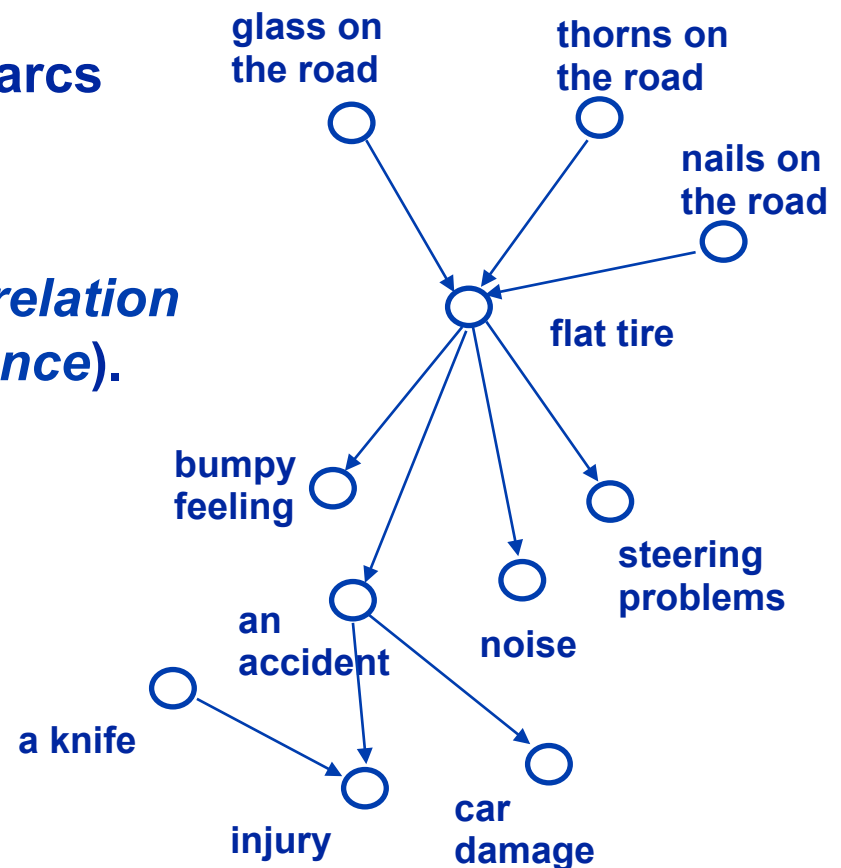 arcs
relation
ence).
glass on
the road
thorns on
the road
nails on
the road
flat tire
bumpy
feeling
steering
problems
an
accident
noise
a knife
injury
car
damage